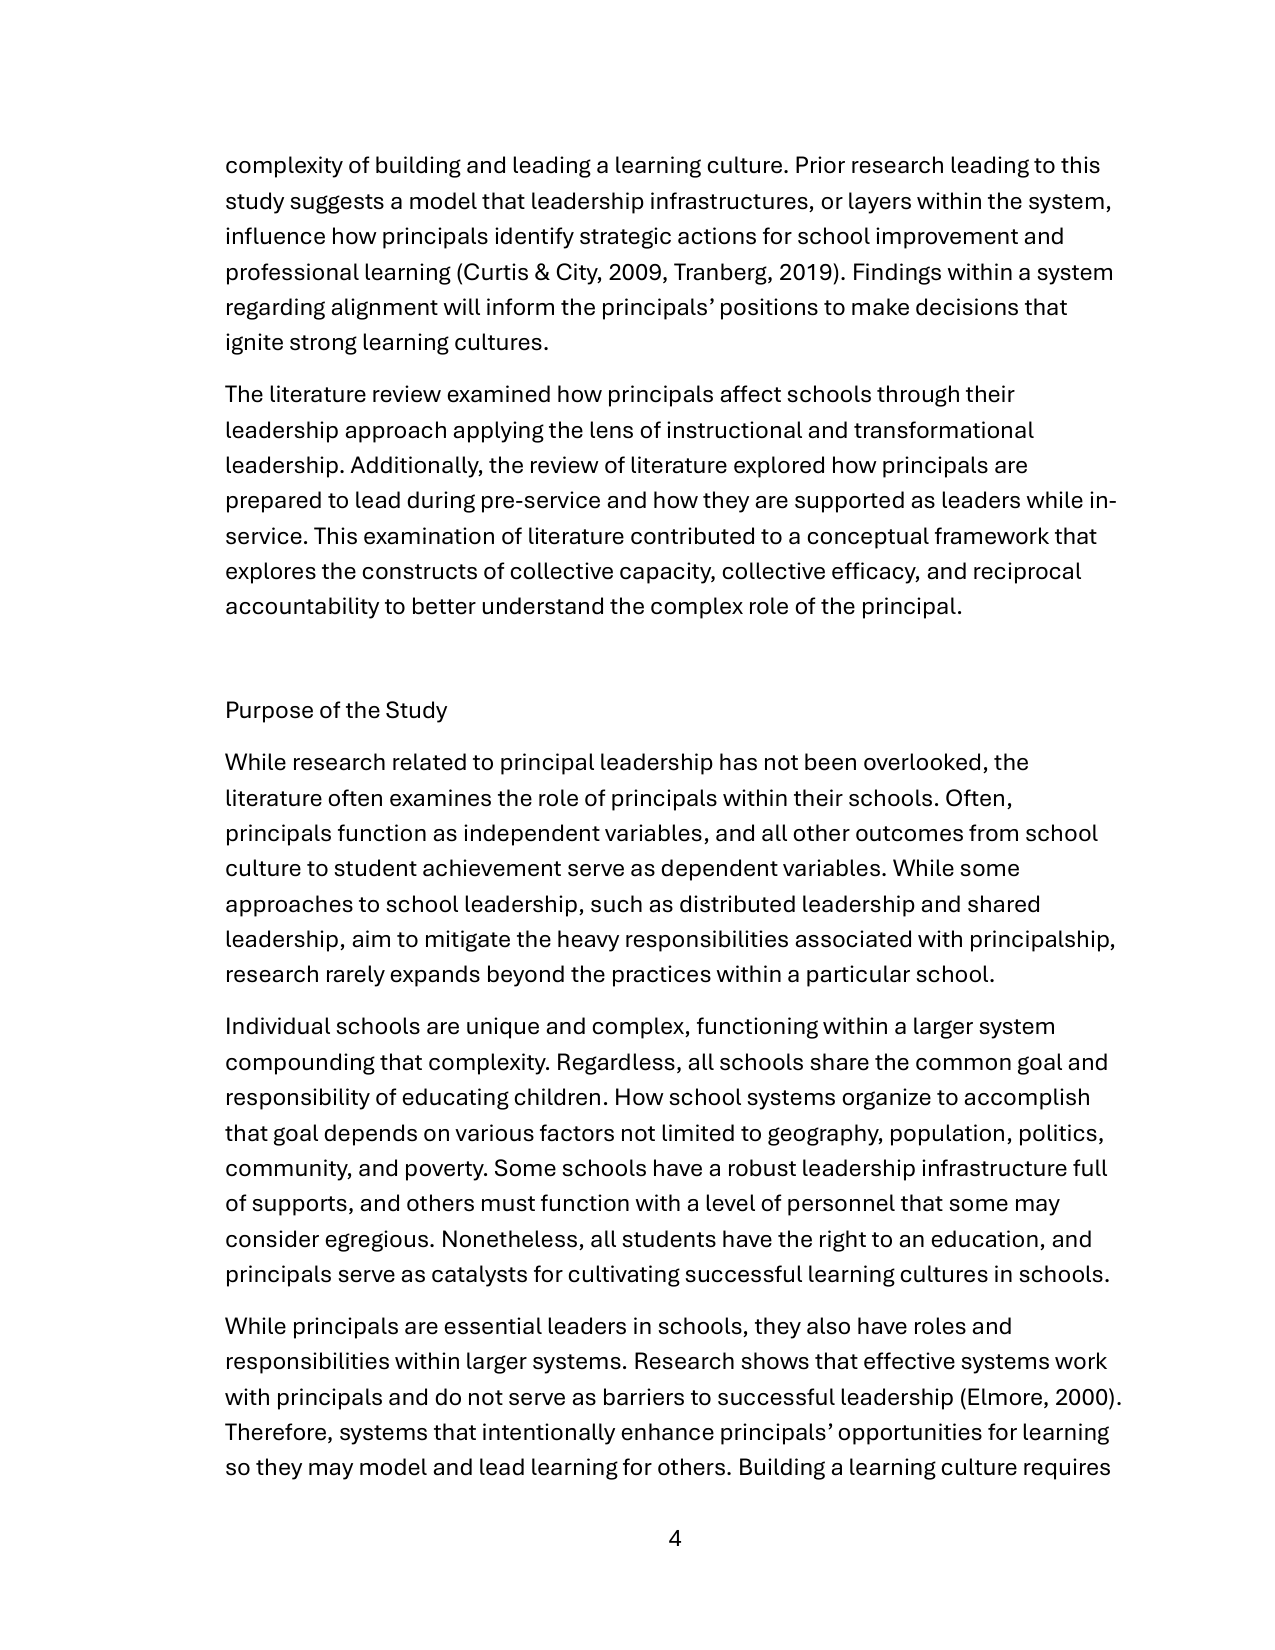 complexity of building and leading a learning culture. Prior research leading to this
study suggests a model that leadership infrastructures, or layers within the system,
influence how principals identify strategic actions for school improvement and
professional learning (Curtis & City, 2009, Tranberg, 2019). Findings within a system
regarding alignment will inform the principals’ positions to make decisions that
ignite strong learning cultures.
The literature review examined how principals affect schools through their
leadership approach applying the lens of instructional and transformational
leadership. Additionally, the review of literature explored how principals are
prepared to lead during pre-service and how they are supported as leaders while in-
service. This examination of literature contributed to a conceptual framework that
explores the constructs of collective capacity, collective efficacy, and reciprocal
accountability to better understand the complex role of the principal.
Purpose of the Study
While research related to principal leadership has not been overlooked, the
literature often examines the role of principals within their schools. Often,
principals function as independent variables, and all other outcomes from school
culture to student achievement serve as dependent variables. While some
approaches to school leadership, such as distributed leadership and shared
leadership, aim to mitigate the heavy responsibilities associated with principalship,
research rarely expands beyond the practices within a particular school.
Individual schools are unique and complex, functioning within a larger system
compounding that complexity. Regardless, all schools share the common goal and
responsibility of educating children. How school systems organize to accomplish
that goal depends on various factors not limited to geography, population, politics,
community, and poverty. Some schools have a robust leadership infrastructure full
of supports, and others must function with a level of personnel that some may
consider egregious. Nonetheless, all students have the right to an education, and
principals serve as catalysts for cultivating successful learning cultures in schools.
While principals are essential leaders in schools, they also have roles and
responsibilities within larger systems. Research shows that effective systems work
with principals and do not serve as barriers to successful leadership (Elmore, 2000).
Therefore, systems that intentionally enhance principals’ opportunities for learning
so they may model and lead learning for others. Building a learning culture requires
4